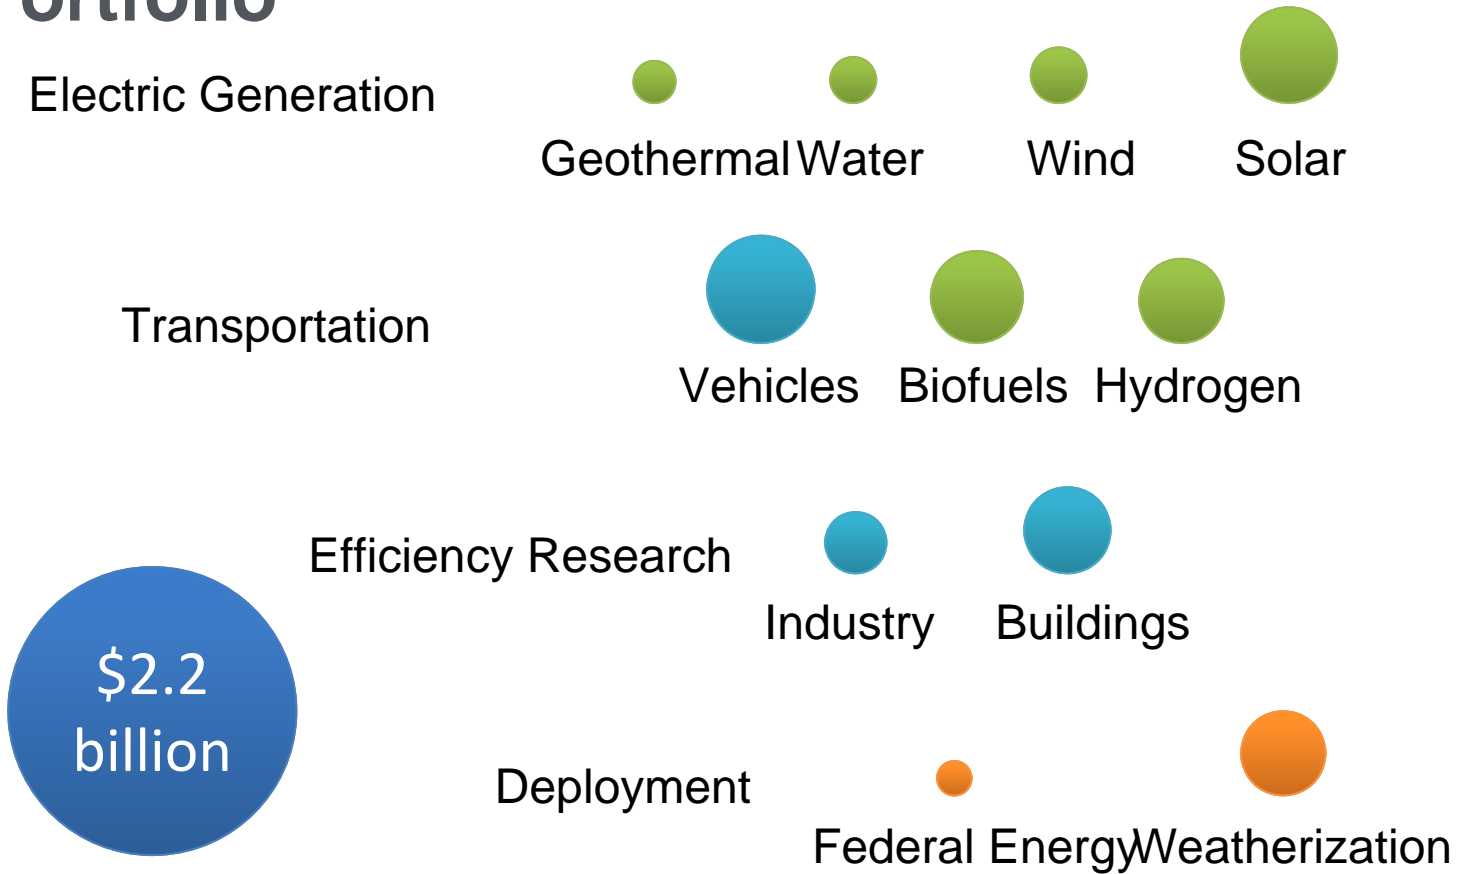 ortfolio
Electric Generation
Geothermal Water Wind Solar
Transportation
Vehicles Biofuels Hydrogen
Efficiency Research
Industry Buildings
$2.2
billion
Deployment
Federal Energy Weatherization